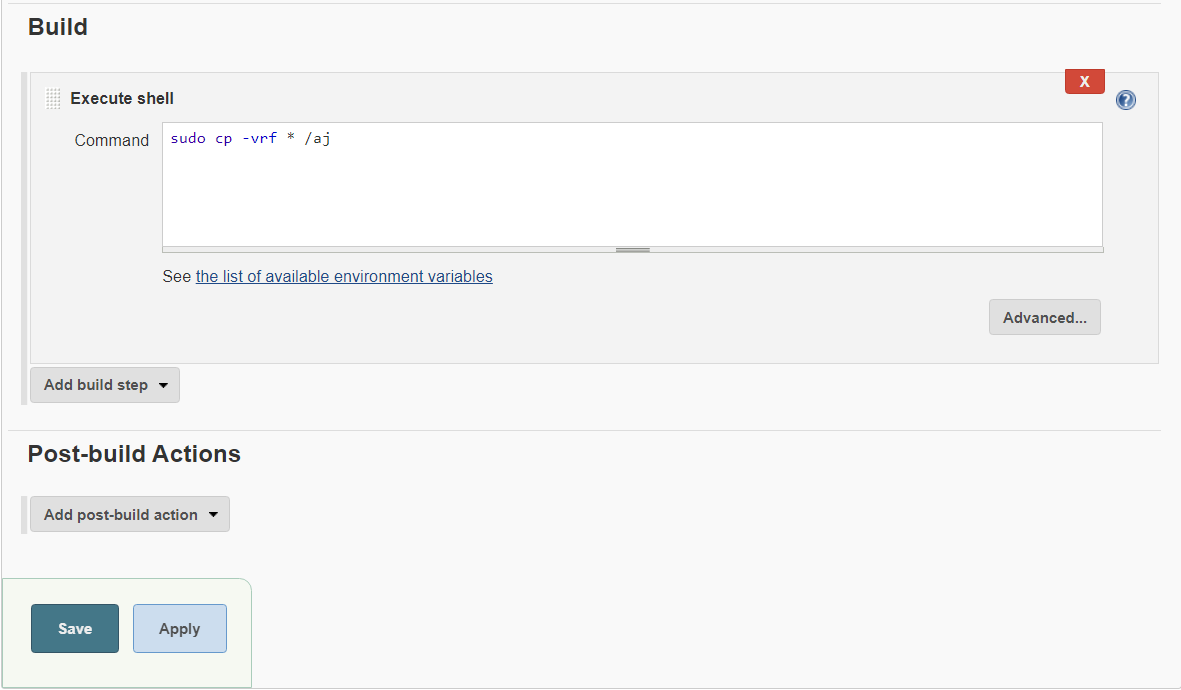 Build
X
Execute shell
?
Command
sudo cp -vrf * /aj
See the list of available environment variables
Advanced...
Add build step
Post-build Actions
Add post-build action
Save
Apply